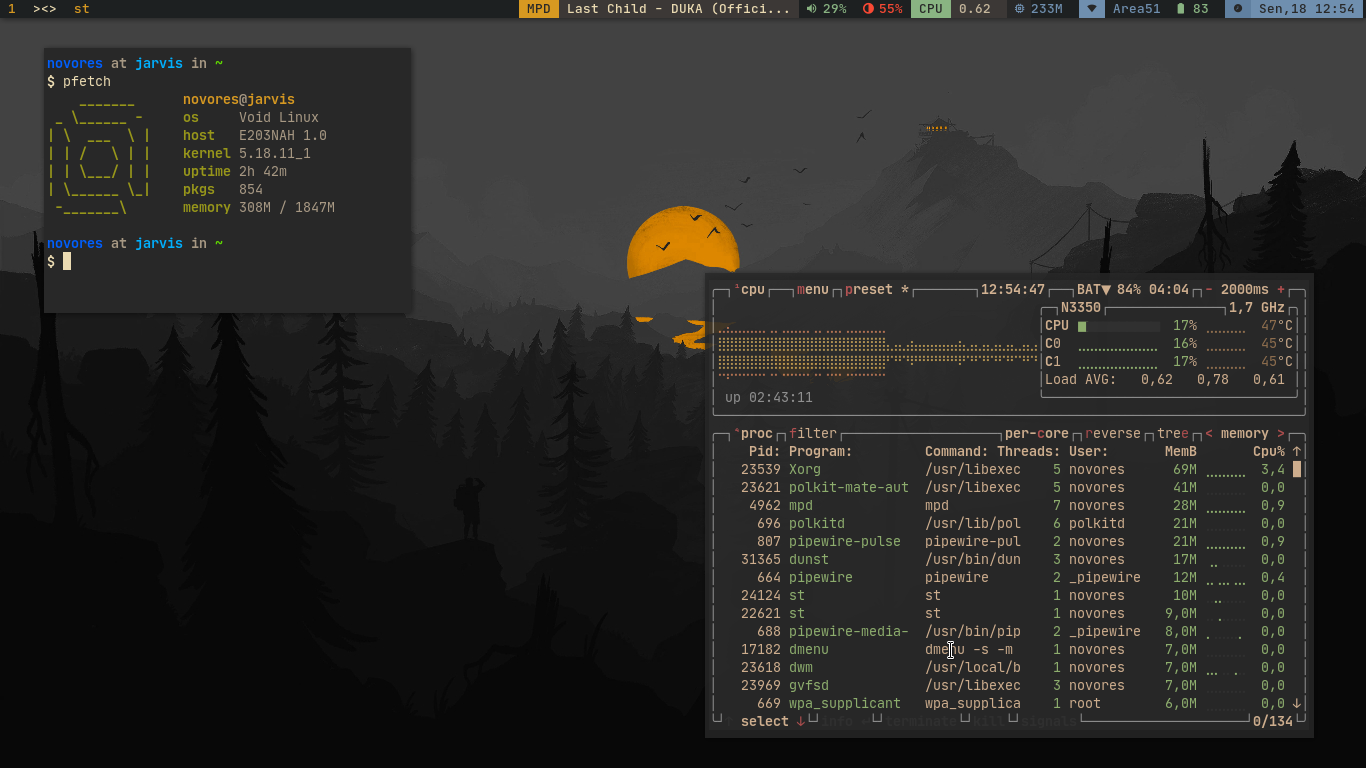 1 ><> st MPD Last Child - DUKA (Offici... 29% 55% CPU 0.62 233M Area51 83 Sen,18 12:54
novores at jarvis in ~
$ pfetch
novores@jarvis
os Void Linux
host E203NAH 1.0
kernel 5.18.11_1
uptime 2h 42m
pkgs 854
memory 308M / 1847M
novores at jarvis in ~
$
¹cpu menu preset * 12:54:47 BAT▼ 84% 04:04 - 2000ms +
N3350 1,7 GHz
CPU 17% 47°C
C0 16% 45°C
C1 17% 45°C
Load AVG: 0,62 0,78 0,61
up 02:43:11
⁴proc filter per-core reverse tree < memory >
Pid: Program: Command: Threads: User: MemB Cpu% ↑
23539 Xorg /usr/libexec 5 novores 69M 3,4
23621 polkit-mate-aut /usr/libexec 5 novores 41M 0,0
4962 mpd mpd 7 novores 28M 0,9
696 polkitd /usr/lib/pol 6 polkitd 21M 0,0
807 pipewire-pulse pipewire-pul 2 novores 21M 0,9
31365 dunst /usr/bin/dun 3 novores 17M 0,0
664 pipewire pipewire 2 _pipewire 12M 0,4
24124 st st 1 novores 10M 0,0
22621 st st 1 novores 9,0M 0,0
688 pipewire-media- /usr/bin/pip 2 _pipewire 8,0M 0,0
17182 dmenu dmenu -s -m 1 novores 7,0M 0,0
23618 dwm /usr/local/b 1 novores 7,0M 0,0
23969 gvfsd /usr/libexec 3 novores 7,0M 0,0
669 wpa_supplicant wpa_supplica 1 root 6,0M 0,0 ↓
select ↓ info terminate kill signals 0/134